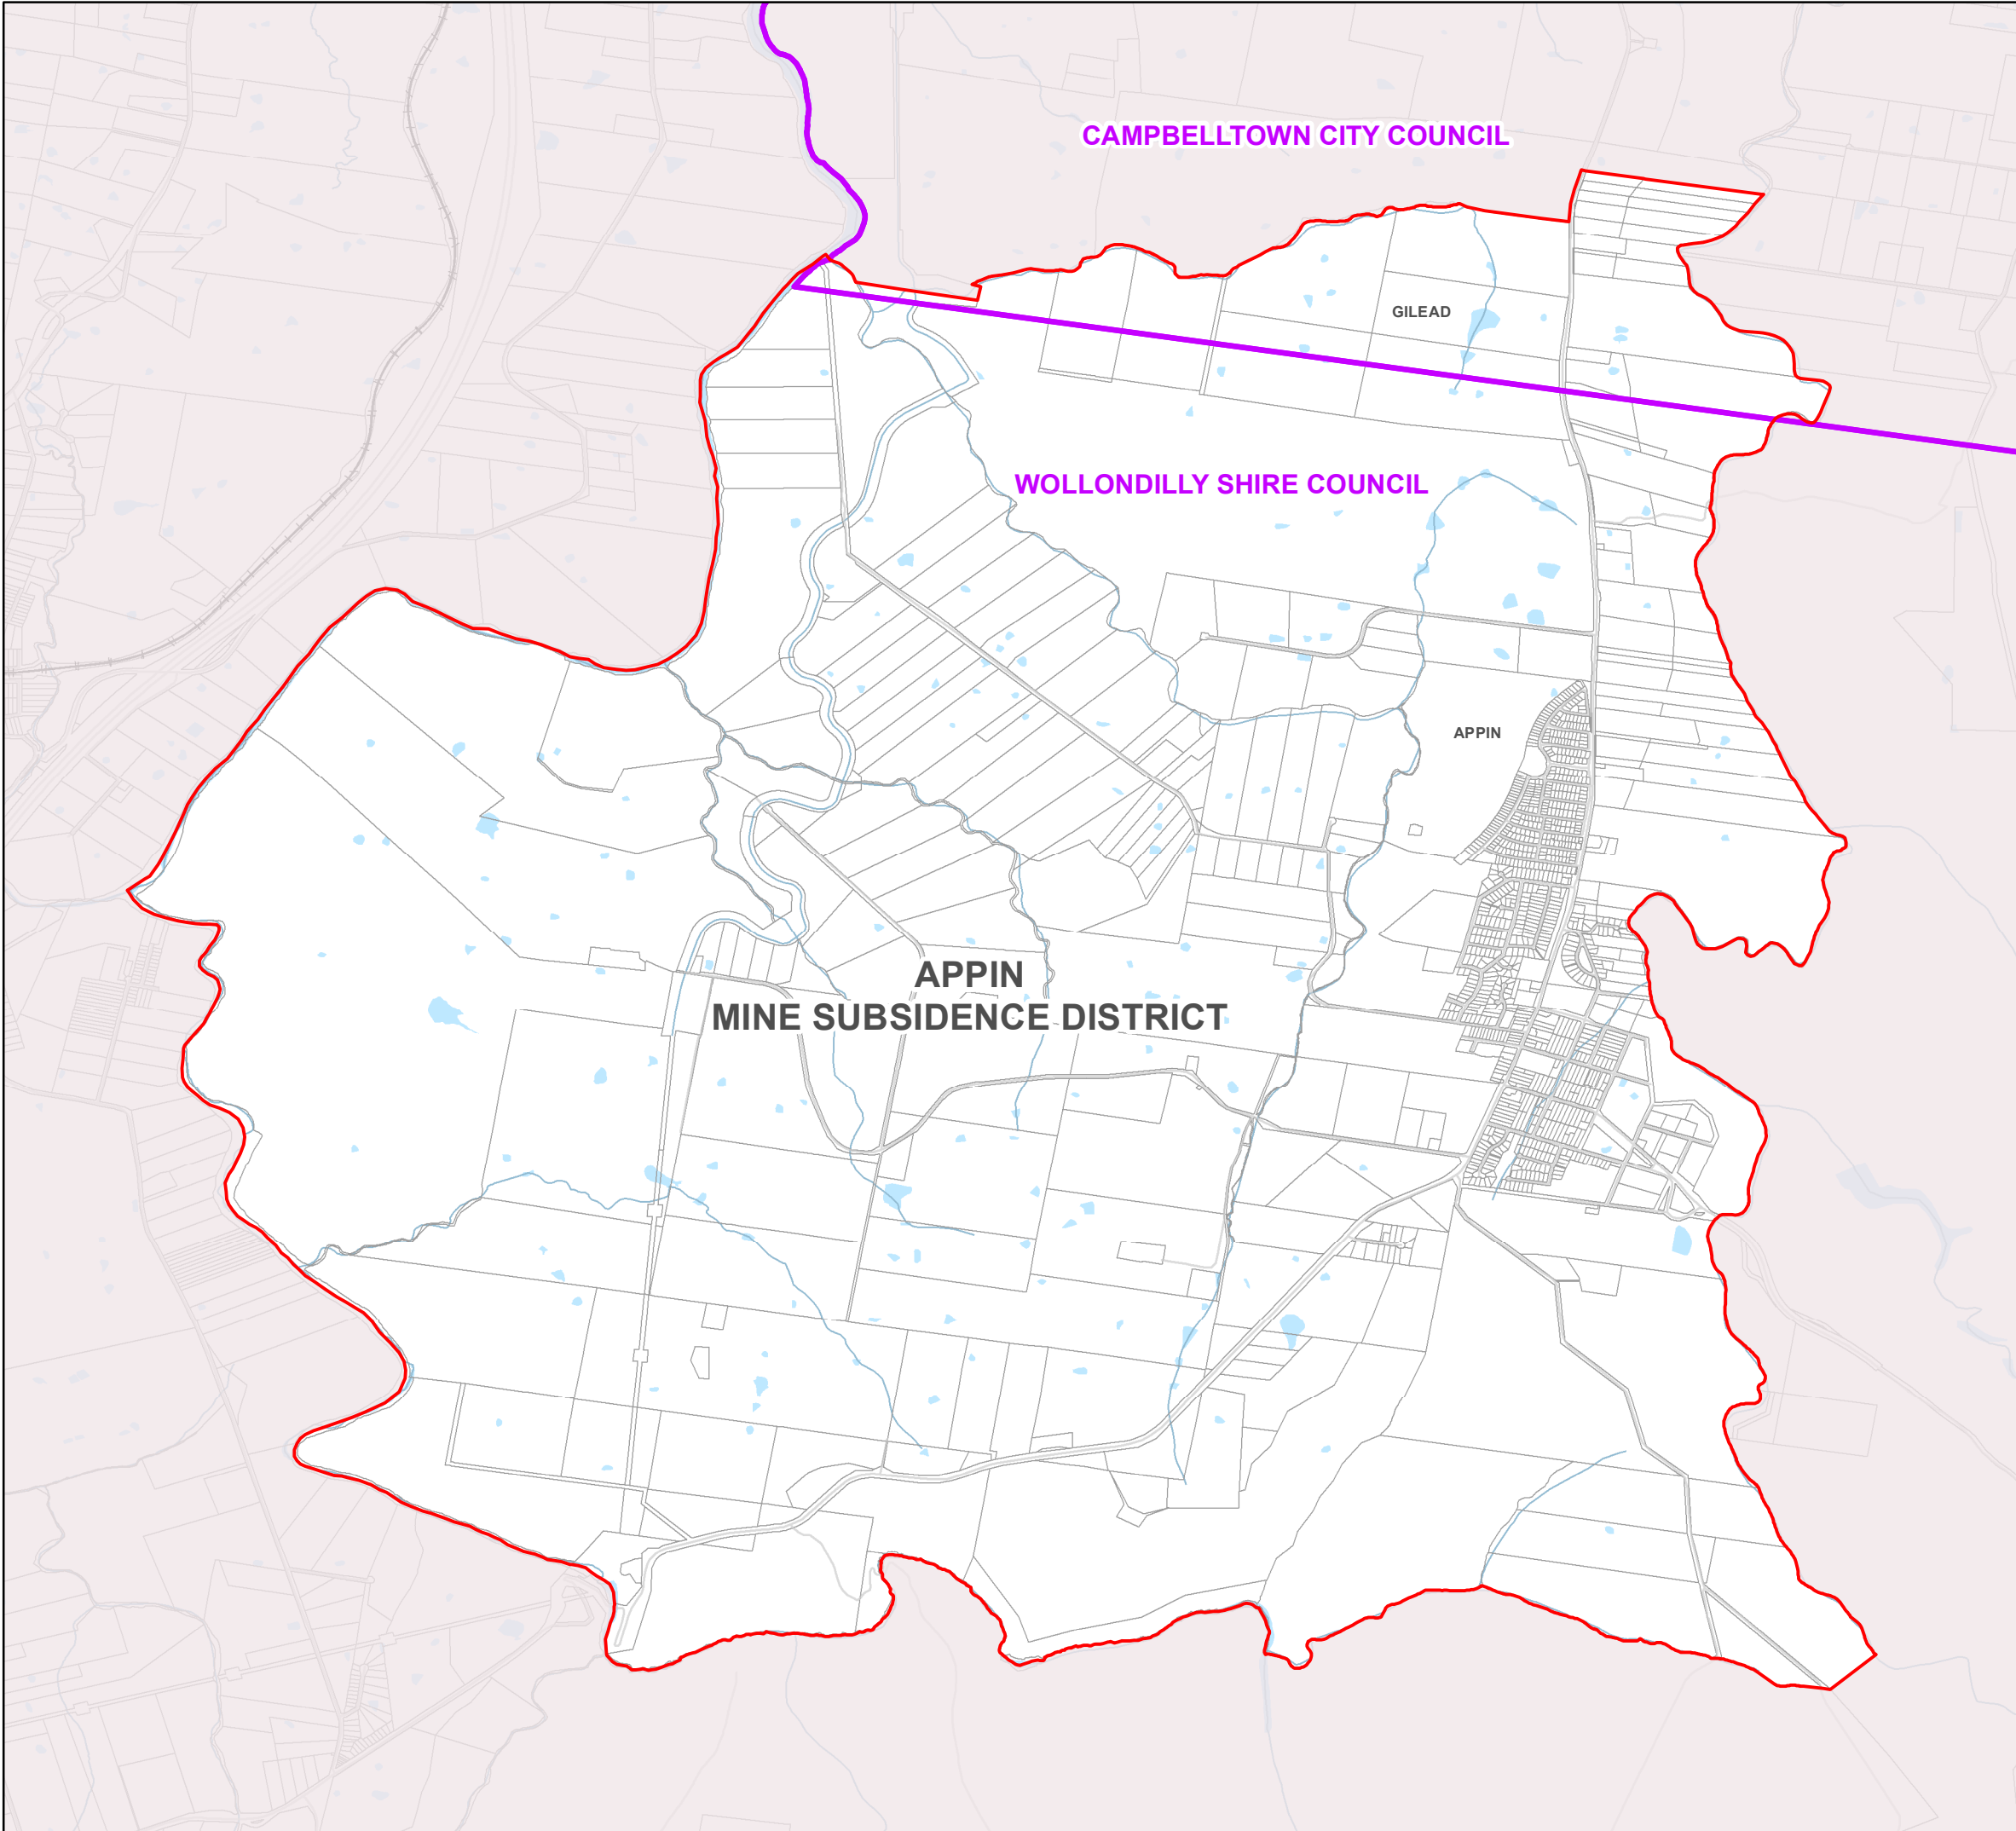 CAMPBELLTOWN CITY COUNCIL
GILEAD
WOLLONDILLY SHIRE COUNCIL
APPIN
APPIN
MINE SUBSIDENCE DISTRICT